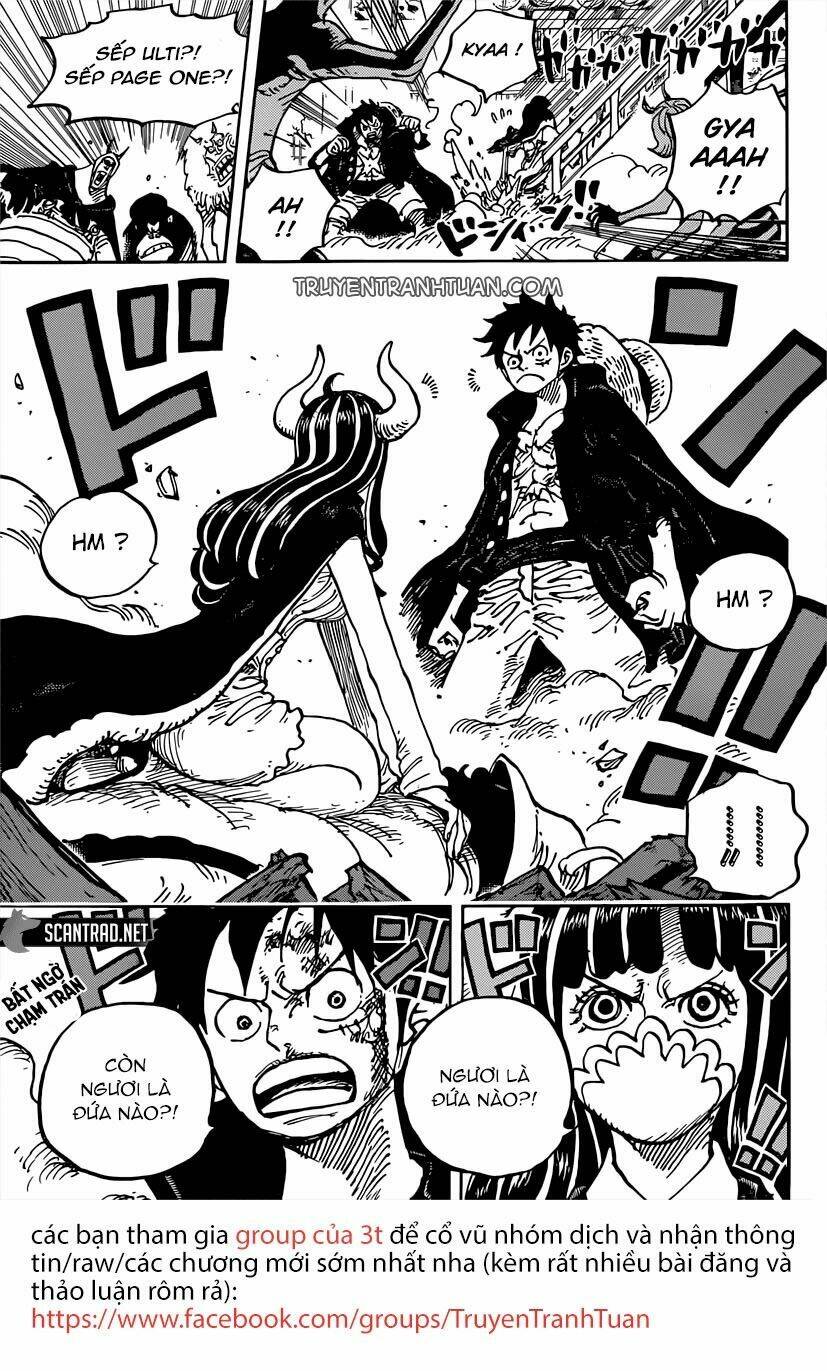 SẾP ULTI?!
SẾP PAGE ONE?!
KYAA !
GYA
AAAH
!!
AH
!!
TRUYENTRANHTUAN.COM
HM ?
HM ?
SCANTRAD.NET
BẤT NGỜ
CHẠM TRÁN
NGƯƠI LÀ
ĐỨA NÀO?!
CÒN
NGƯƠI LÀ
ĐỨA NÀO?!
các bạn tham gia group của 3t để cổ vũ nhóm dịch và nhận thông
tin/raw/các chương mới sớm nhất nha (kèm rất nhiều bài đăng và
thảo luận rôm rả):
https://www.facebook.com/groups/TruyenTranhTuan